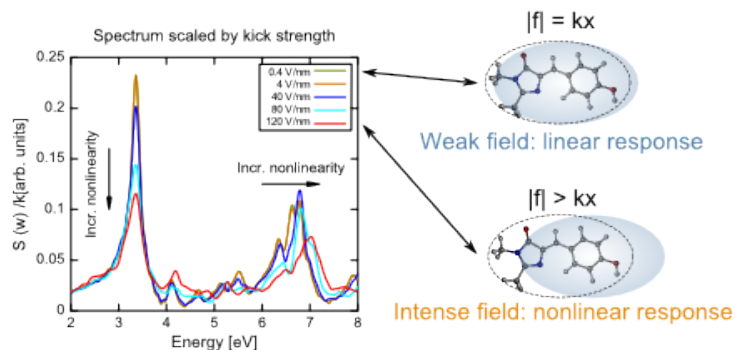 Spectrum scaled by kick strength
S (w) /k[arb. units]
0.25
0.2
0.15
0.1
0.05
0
2
3
4
5
6
7
8
Energy [eV]
0.4 V/nm
4 V/nm
40 V/nm
80 V/nm
120 V/nm
Incr. nonlinearity
Incr. nonlinearity
|f| = kx
Weak field: linear response
|f| > kx
Intense field: nonlinear response